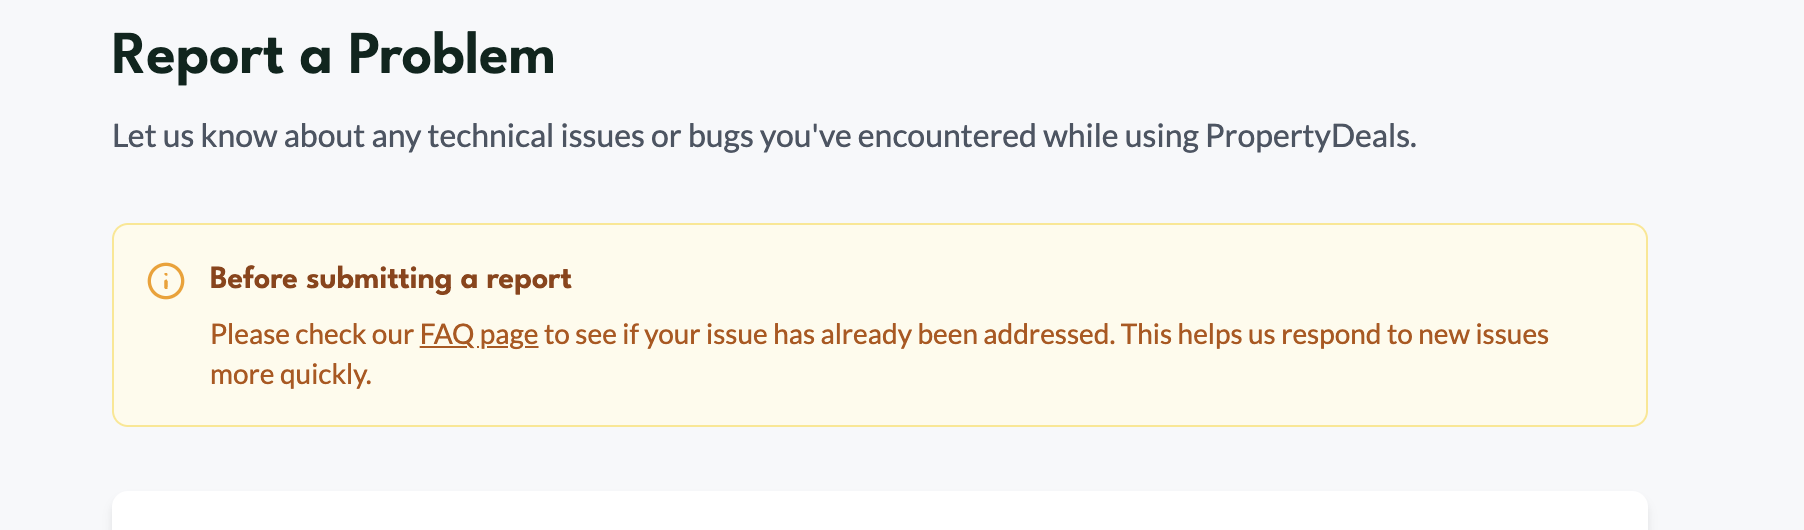 Report a Problem
Let us know about any technical issues or bugs you've encountered while using PropertyDeals.
Before submitting a report
Please check our FAQ page to see if your issue has already been addressed. This helps us respond to new issues
more quickly.